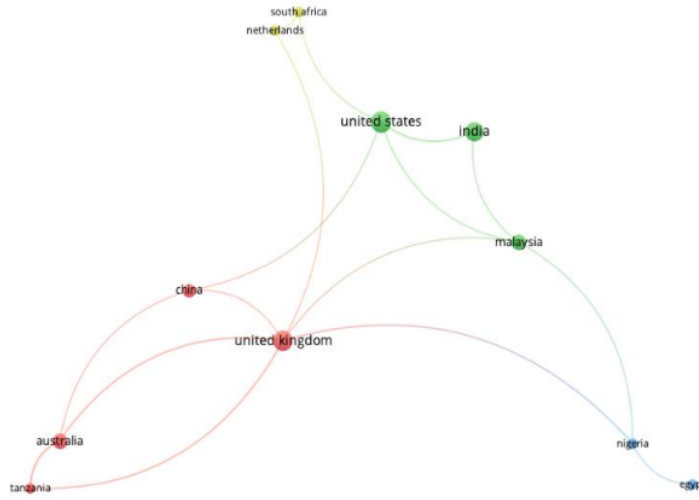 south africa
netherlands
united states
india
malaysia
china
united kingdom
australia
nigeria
tanzania